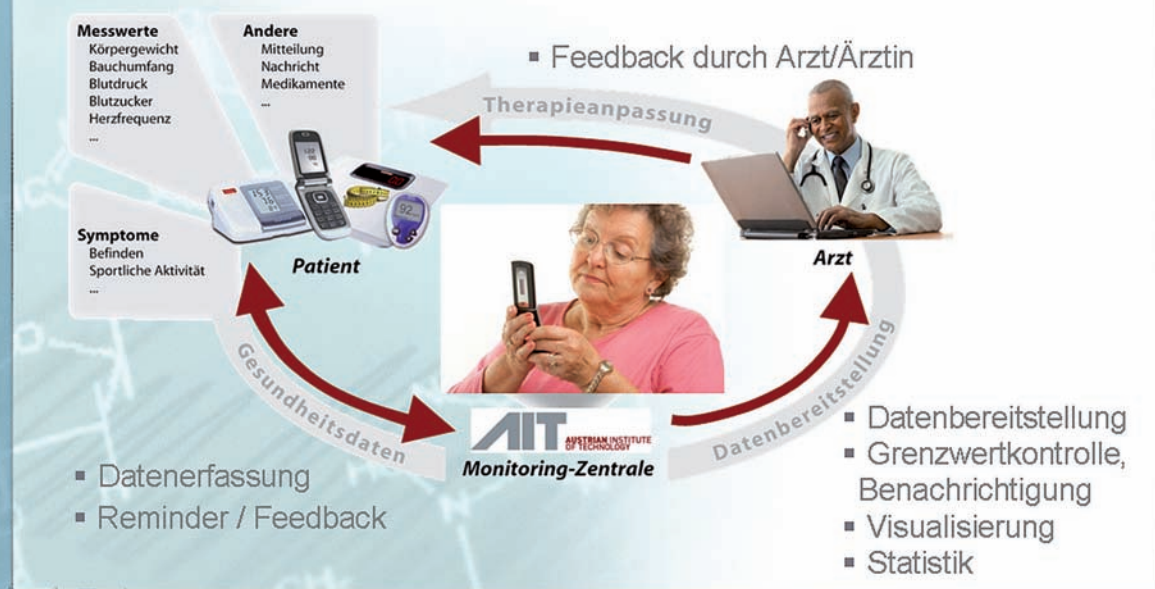 Messwerte
Körpergewicht
Bauchumfang
Blutdruck
Blutzucker
Herzfrequenz
...
Andere
Mitteilung
Nachricht
Medikamente
...
▪ Feedback durch Arzt/Ärztin
Therapieanpassung
Symptome
Befinden
Sportliche Aktivität
...
92
Patient
Arzt
Gesundheitsdaten
Datenbereitstellung
AIT AUSTRIAN INSTITUTE
OF TECHNOLOGY
Monitoring-Zentrale
▪ Datenerfassung
▪ Reminder / Feedback
▪ Datenbereitstellung
▪ Grenzwertkontrolle,
Benachrichtigung
▪ Visualisierung
▪ Statistik